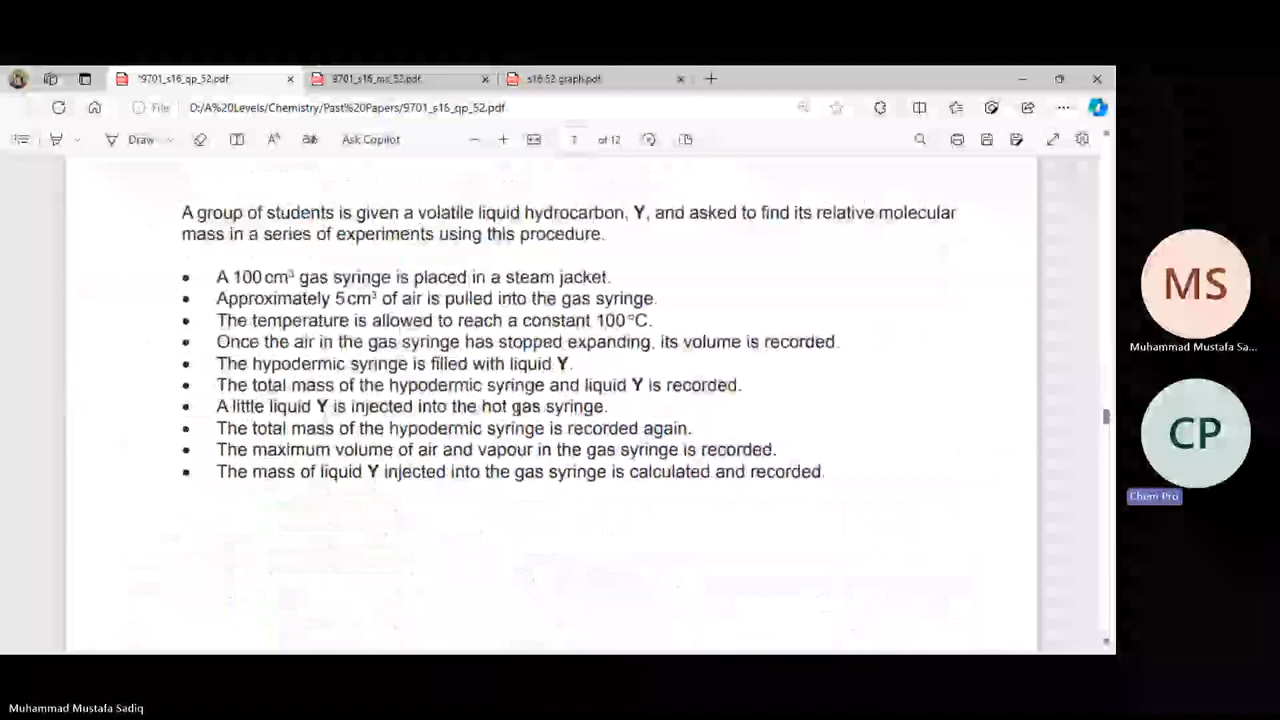 *9701_s16_qp_52.pdf
9701_s16_ms_52.pdf
s16 52 graph.pdf
File
D:/A%20Levels/Chemistry/Past%20Papers/9701_s16_qp_52.pdf
Draw
Ask Copilot
7 of 12
A group of students is given a volatile liquid hydrocarbon, Y, and asked to find its relative molecular
mass in a series of experiments using this procedure.
• A 100 cm³ gas syringe is placed in a steam jacket.
• Approximately 5 cm³ of air is pulled into the gas syringe.
• The temperature is allowed to reach a constant 100 °C.
• Once the air in the gas syringe has stopped expanding, its volume is recorded.
• The hypodermic syringe is filled with liquid Y.
• The total mass of the hypodermic syringe and liquid Y is recorded.
• A little liquid Y is injected into the hot gas syringe.
• The total mass of the hypodermic syringe is recorded again.
• The maximum volume of air and vapour in the gas syringe is recorded.
• The mass of liquid Y injected into the gas syringe is calculated and recorded.
MS
Muhammad Mustafa Sa...
CP
Chem Pro
Muhammad Mustafa Sadiq